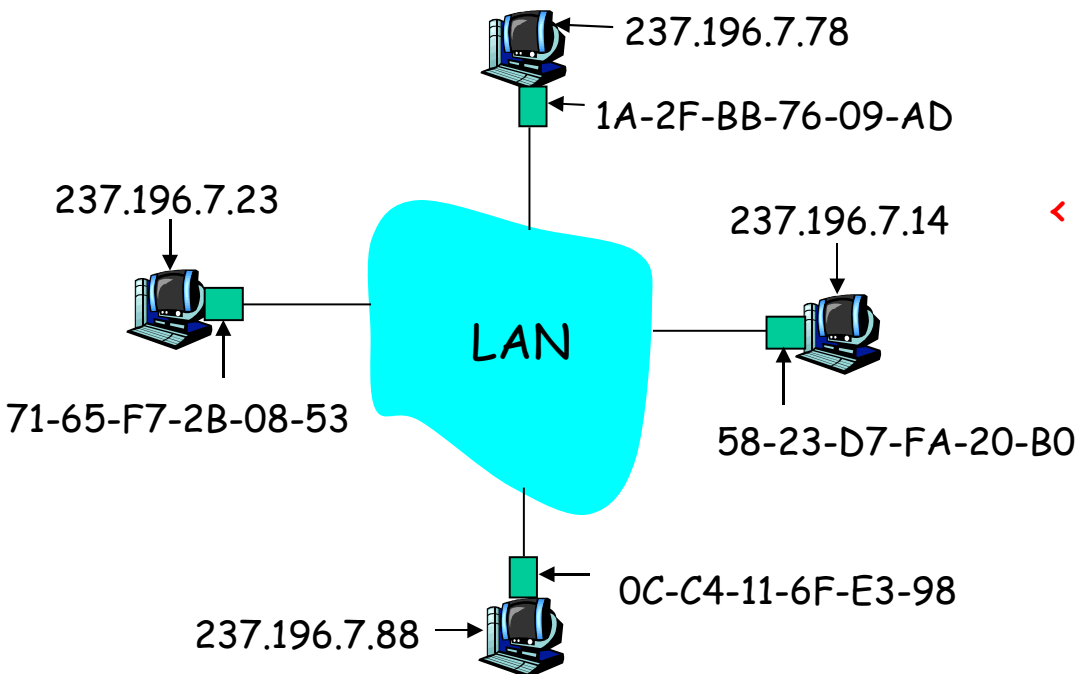 237.196.7.78
1A-2F-BB-76-09-AD
237.196.7.23
237.196.7.14
LAN
71-65-F7-2B-08-53
58-23-D7-FA-20-B0
0C-C4-11-6F-E3-98
237.196.7.88